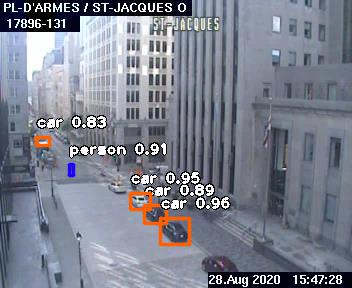 PL-D'ARMES / ST-JACQUES O
17896-131
ST-JACQUES
car 0.83
person 0.91
car 0.95
car 0.89
car 0.96
28.Aug 2020 15:47:28